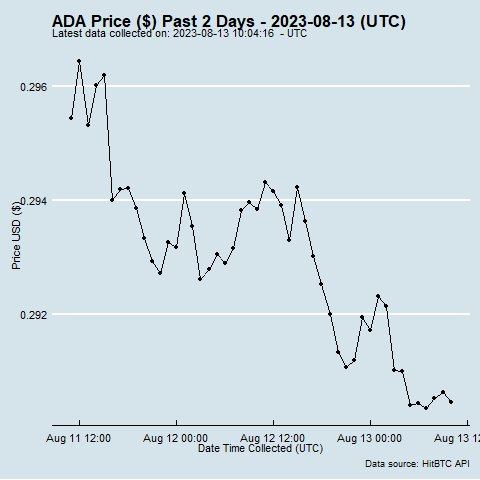 ADA Price ($) Past 2 Days - 2023-08-13 (UTC)
Latest data collected on: 2023-08-13 10:04:16 - UTC
0.296
0.294
0.292
Price USD ($)
Aug 11 12:00 Aug 12 00:00 Aug 12 12:00 Aug 13 00:00 Aug 13 12
Date Time Collected (UTC)
Data source: HitBTC API